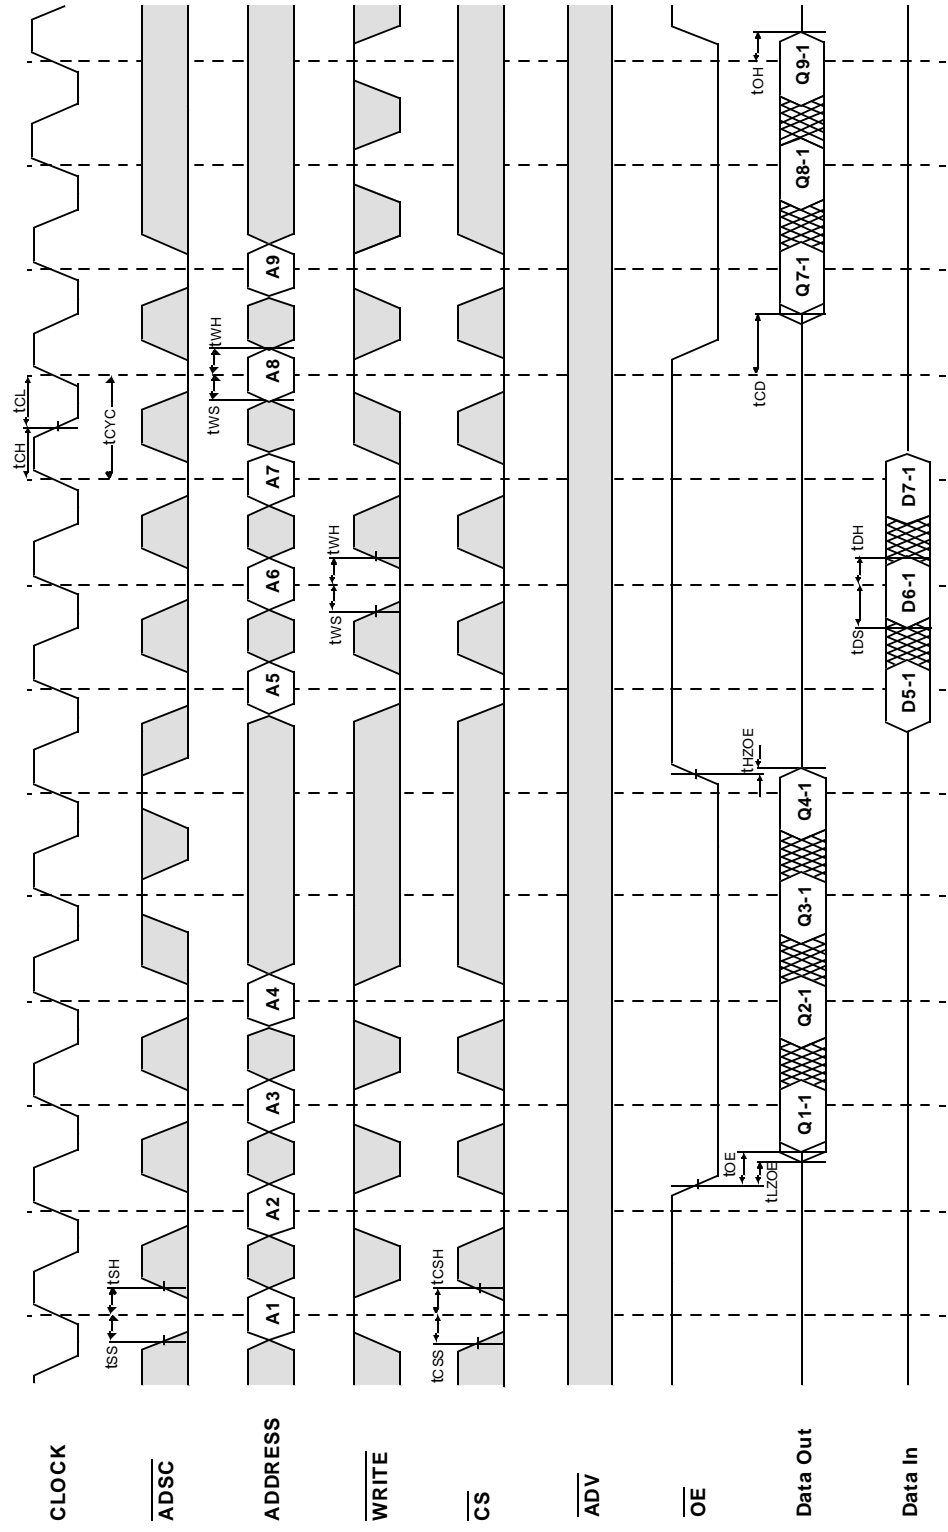 CLOCK
tCH
tCL
tCYC
tSS
tSH
ADSC
tWS
tWH
ADDRESS
A1
A2
A3
A4
A5
A6
A7
A8
A9
tWS
tWH
WRITE
tCSS
tCSH
CS
ADV
OE
tOE
tLZOE
tHZOE
tCD
tOH
Data Out
Q1-1
Q2-1
Q3-1
Q4-1
Q7-1
Q8-1
Q9-1
tDS
tDH
Data In
D5-1
D6-1
D7-1